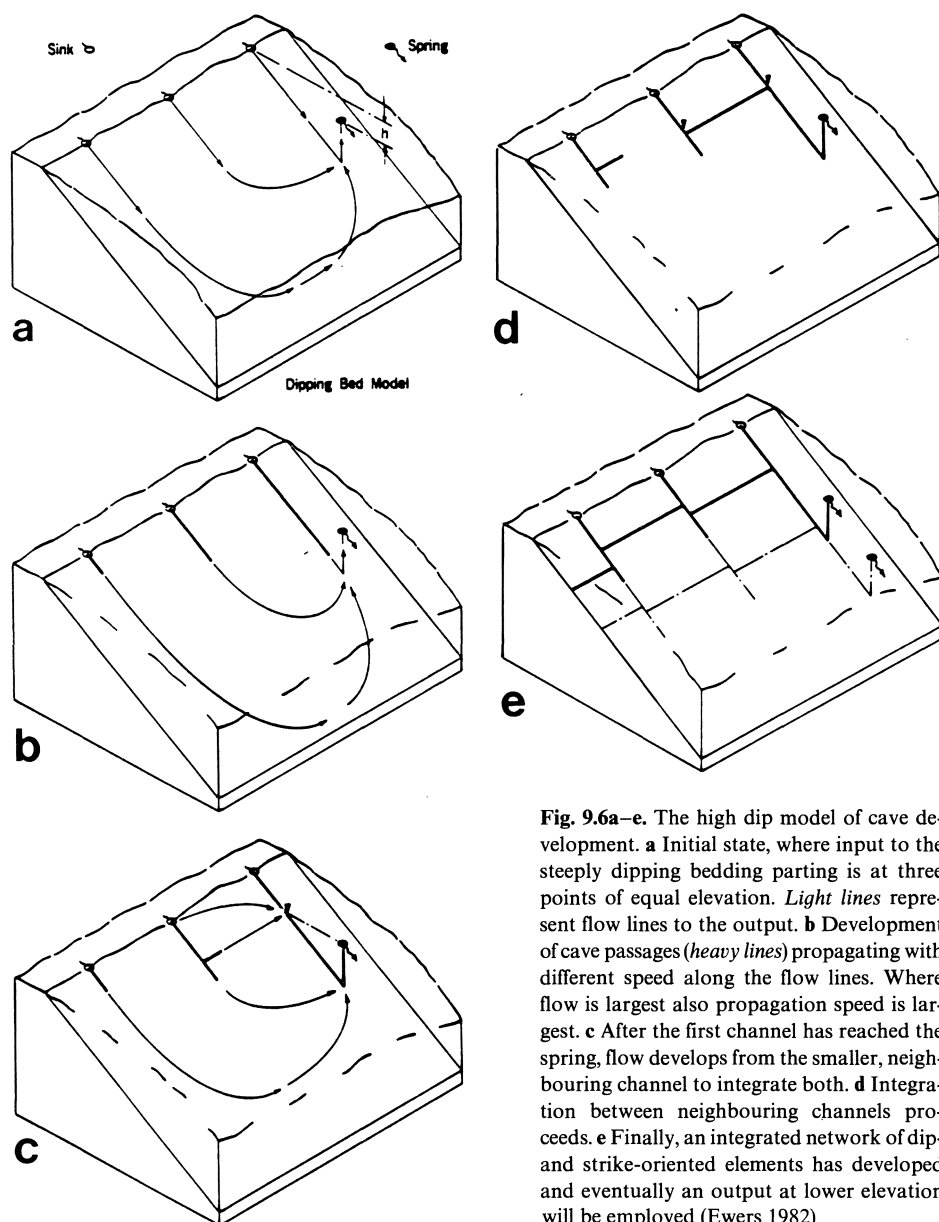 Sink
Spring
h
a
Dipping Bed Model
b
c
d
e
Fig. 9.6a–e. The high dip model of cave de-
velopment. a Initial state, where input to the
steeply dipping bedding parting is at three
points of equal elevation. Light lines repre-
sent flow lines to the output. b Development
of cave passages (heavy lines) propagating with
different speed along the flow lines. Where
flow is largest also propagation speed is lar-
gest. c After the first channel has reached the
spring, flow develops from the smaller, neigh-
bouring channel to integrate both. d Integra-
tion between neighbouring channels pro-
ceeds. e Finally, an integrated network of dip-
and strike-oriented elements has developed
and eventually an output at lower elevation
will be employed (Ewers 1982)